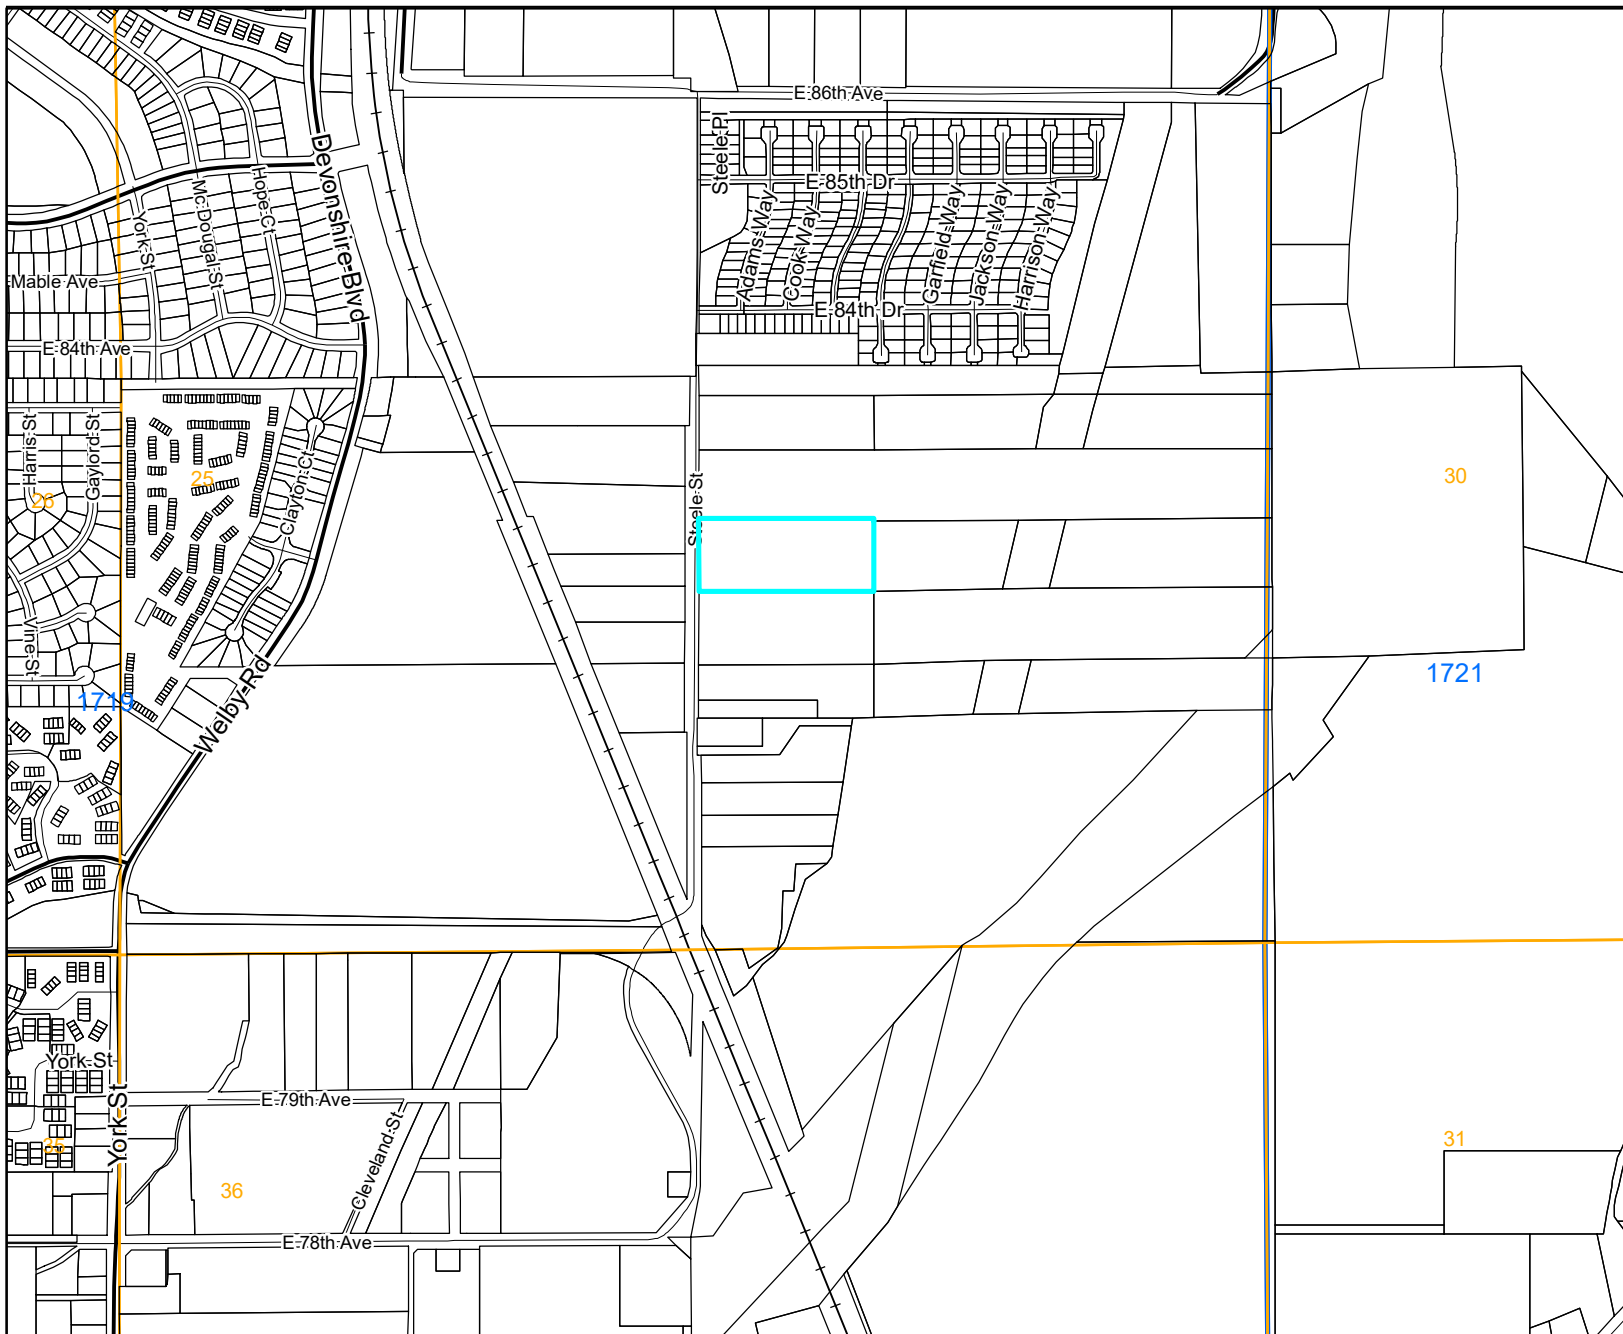 E 86th Ave
Steele Pl
Devonshire Blvd
Hope Ct
Mc Dougal St
York St
E 85th Dr
Adams Way
Cook Way
Garfield Way
Jackson Way
Harrison Way
Mable Ave
E 84th Dr
E 84th Ave
Harris St
Gaylord St
Clayton Ct
25
26
30
Steele St
Vine St
1719
Welby Rd
1721
York St
E 79th Ave
York St
Cleveland St
35
31
36
E 78th Ave